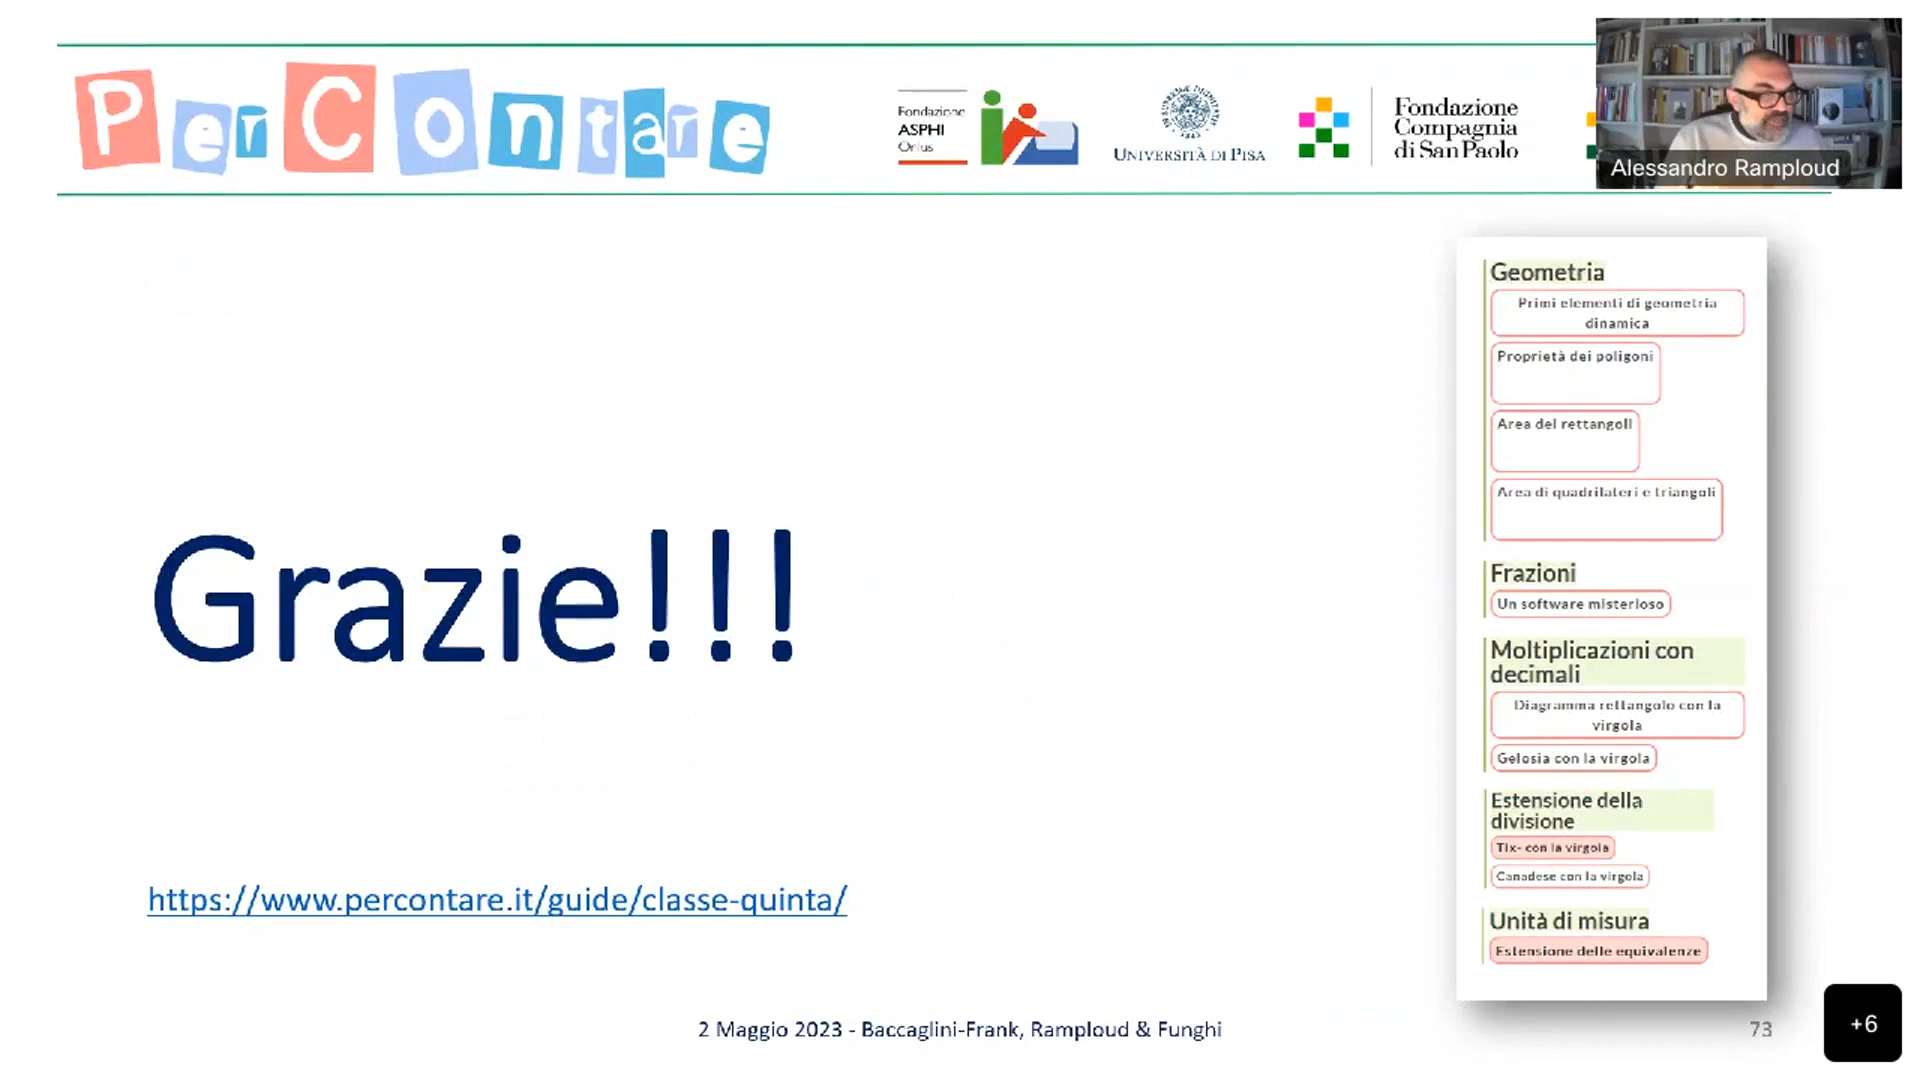 PerContare
Fondazione
ASPHI
Onlus
UNIVERSITÀ DI PISA
Fondazione
Compagnia
di San Paolo
Alessandro Ramploud
Geometria
Primi elementi di geometria
dinamica
Proprietà dei poligoni
Area dei rettangoli
Area di quadrilateri e triangoli
Frazioni
Un software misterioso
Moltiplicazioni con
decimali
Diagramma rettangolo con la
virgola
Gelosia con la virgola
Estensione della
divisione
Tix- con la virgola
Canadese con la virgola
Unità di misura
Estensione delle equivalenze
Grazie!!!
https://www.percontare.it/guide/classe-quinta/
2 Maggio 2023 - Baccaglini-Frank, Ramploud & Funghi
73
+6